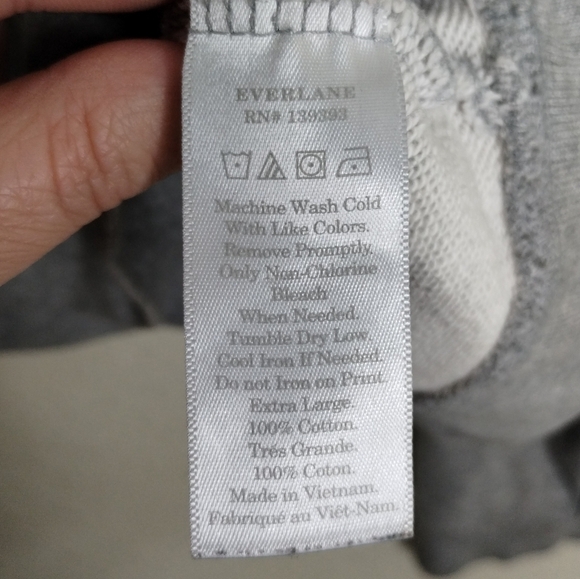 EVERLANE
RN# 139393
Machine Wash Cold
With Like Colors.
Remove Promptly.
Only Non-Chlorine
Bleach
When Needed.
Tumble Dry Low.
Cool Iron If Needed.
Do not Iron on Print.
Extra Large.
100% Cotton.
Très Grande.
100% Coton.
Made in Vietnam.
Fabriqué au Viêt-Nam.